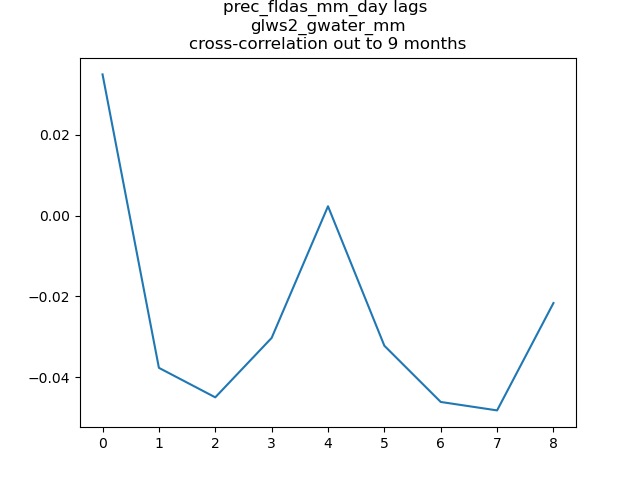 prec_fldas_mm_day lags
glws2_gwater_mm
cross-correlation out to 9 months
0.02
0.00
−0.02
−0.04
0 1 2 3 4 5 6 7 8